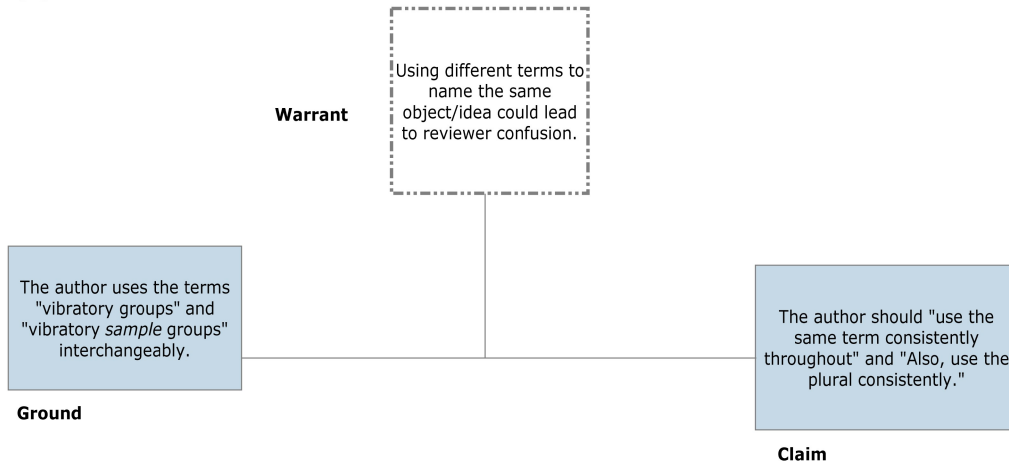 Using different terms to
name the same
object/idea could lead
to reviewer confusion.
Warrant
The author uses the terms
"vibratory groups" and
"vibratory sample groups"
interchangeably.
Ground
The author should "use the
same term consistently
throughout" and "Also, use the
plural consistently."
Claim